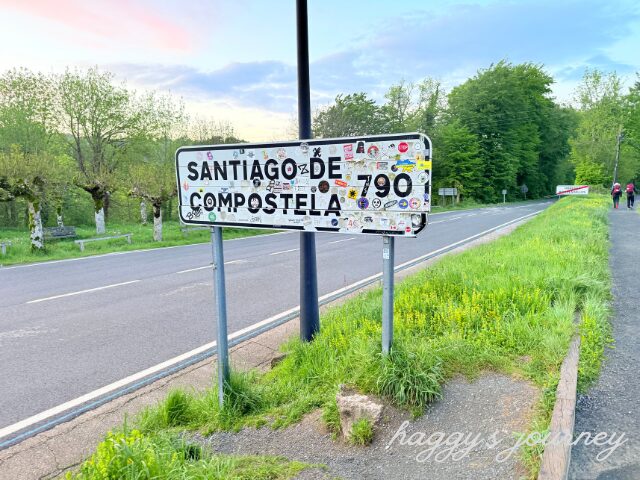 SANTIAGO DE
COMPOSTELA 790
haggy's journey